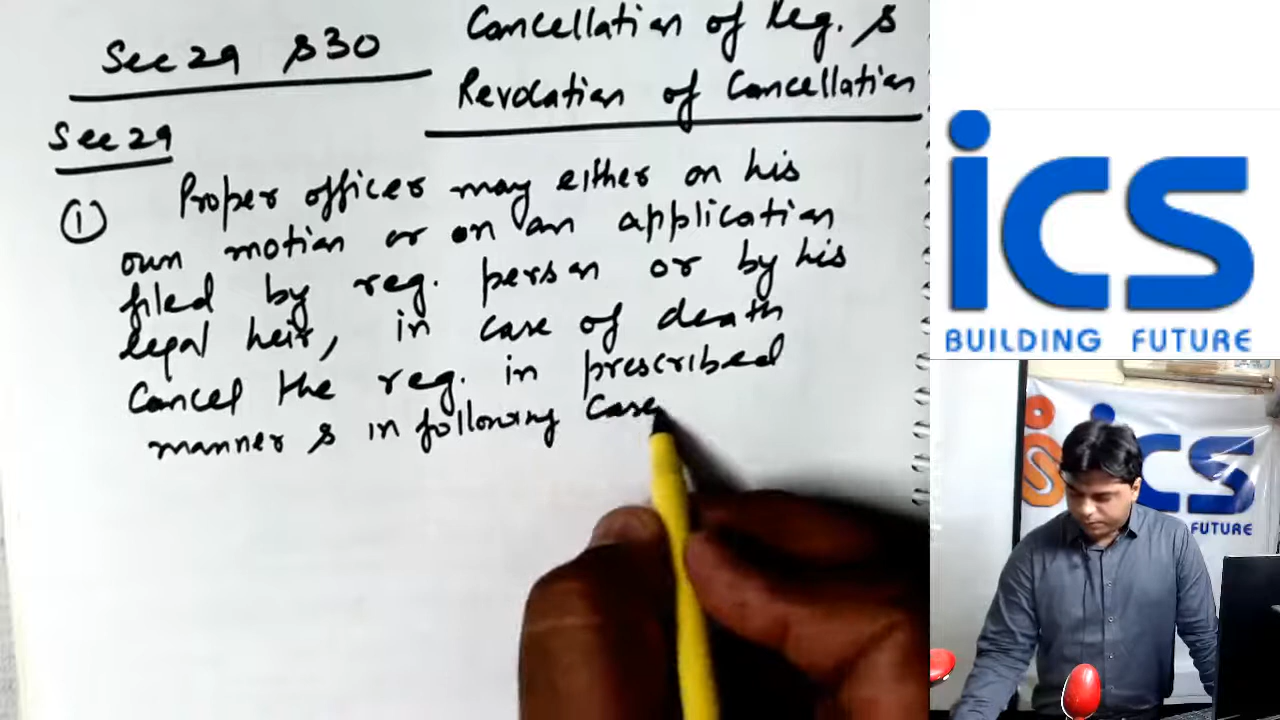 Sec 29 & 30
Cancellation of Reg. &
Revocation of Cancellation
Sec 29
① Proper officer may either on his
own motion or on an application
filed by reg. person or by his
legal heir, in case of death
Cancel the reg. in prescribed
manner & in following Case
ics
BUILDING FUTURE
ics
FUTURE